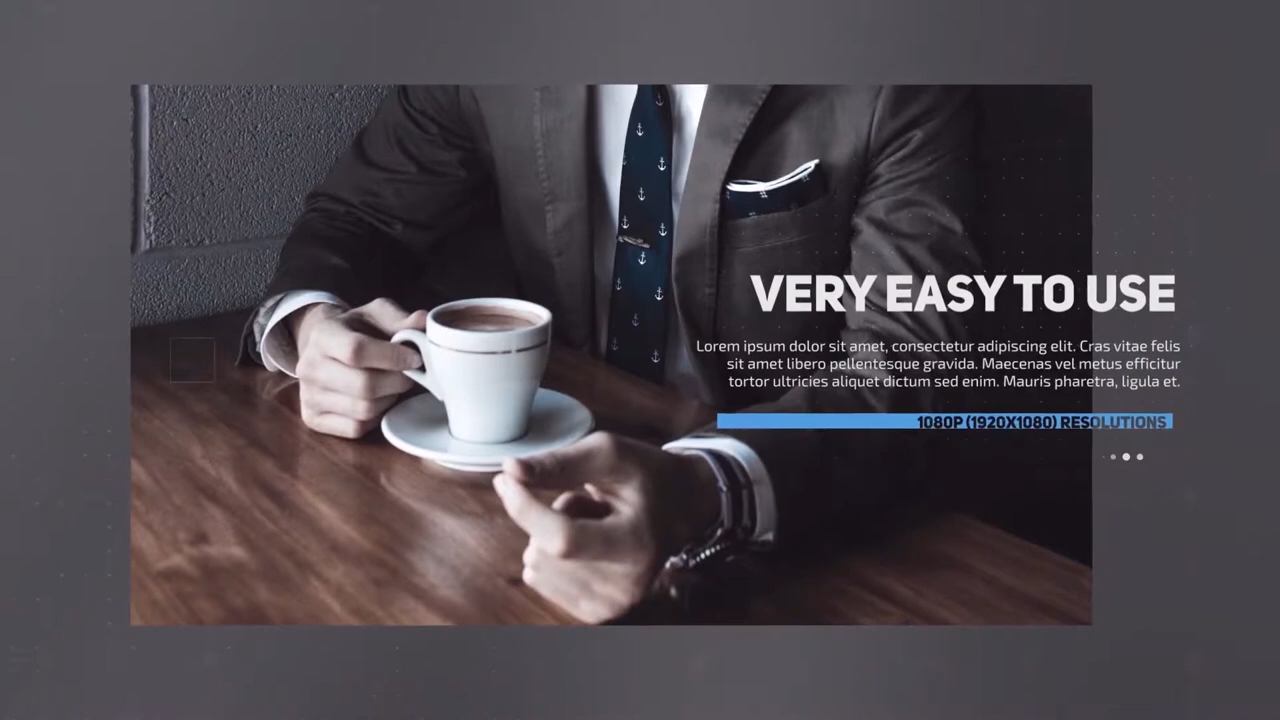 VERY EASY TO USE
Lorem ipsum dolor sit amet, consectetur adipiscing elit. Cras vitae felis
sit amet libero pellentesque gravida. Maecenas vel metus efficitur
tortor ultricies aliquet dictum sed enim. Mauris pharetra, ligula et.
1080P (1920X1080) RESOLUTIONS